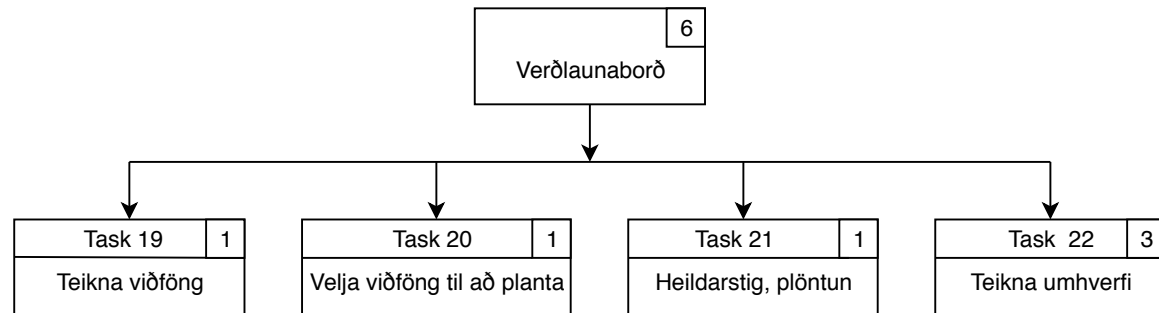 6
Verðlaunaborð
Task 19
1
Teikna viðföng
Task 20
1
Velja viðföng til að planta
Task 21
1
Heildarstig, plöntun
Task 22
3
Teikna umhverfi